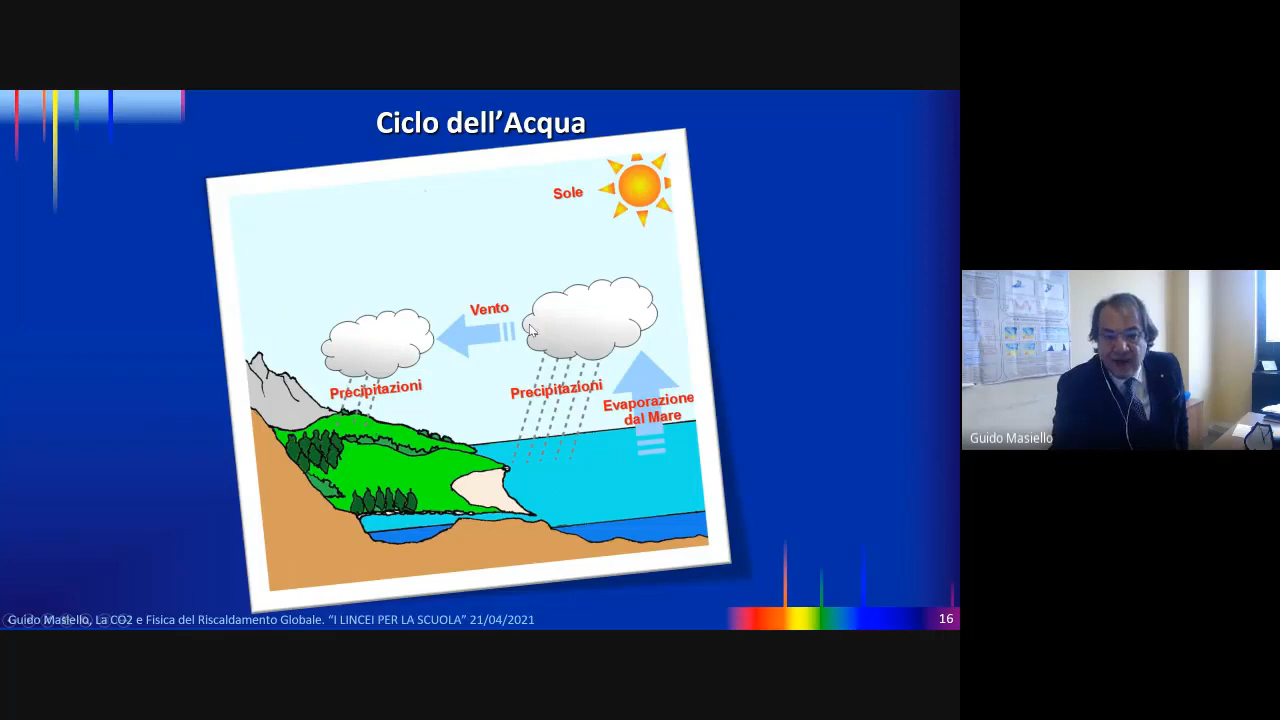 Ciclo dell'Acqua
Sole
Vento
Precipitazioni
Precipitazioni
Evaporazione
dal Mare
Guido Masiello
Guido Masiello, La CO2 e Fisica del Riscaldamento Globale. “I LINCEI PER LA SCUOLA” 21/04/2021
16